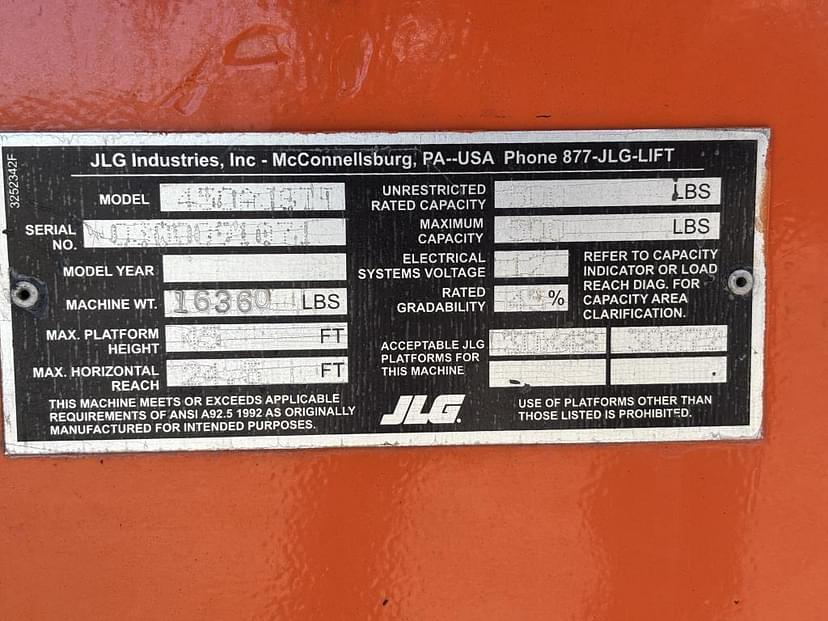 3252342F
JLG Industries, Inc - McConnellsburg, PA--USA Phone 877-JLG-LIFT
MODEL
SERIAL
NO.
MODEL YEAR
MACHINE WT. 16360 LBS
MAX. PLATFORM
HEIGHT FT
MAX. HORIZONTAL
REACH FT
THIS MACHINE MEETS OR EXCEEDS APPLICABLE
REQUIREMENTS OF ANSI A92.5 1992 AS ORIGINALLY
MANUFACTURED FOR INTENDED PURPOSES.
UNRESTRICTED
RATED CAPACITY LBS
MAXIMUM
CAPACITY LBS
ELECTRICAL
SYSTEMS VOLTAGE
RATED
GRADABILITY %
REFER TO CAPACITY
INDICATOR OR LOAD
REACH DIAG. FOR
CAPACITY AREA
CLARIFICATION.
ACCEPTABLE JLG
PLATFORMS FOR
THIS MACHINE
JLG
USE OF PLATFORMS OTHER THAN
THOSE LISTED IS PROHIBITED.